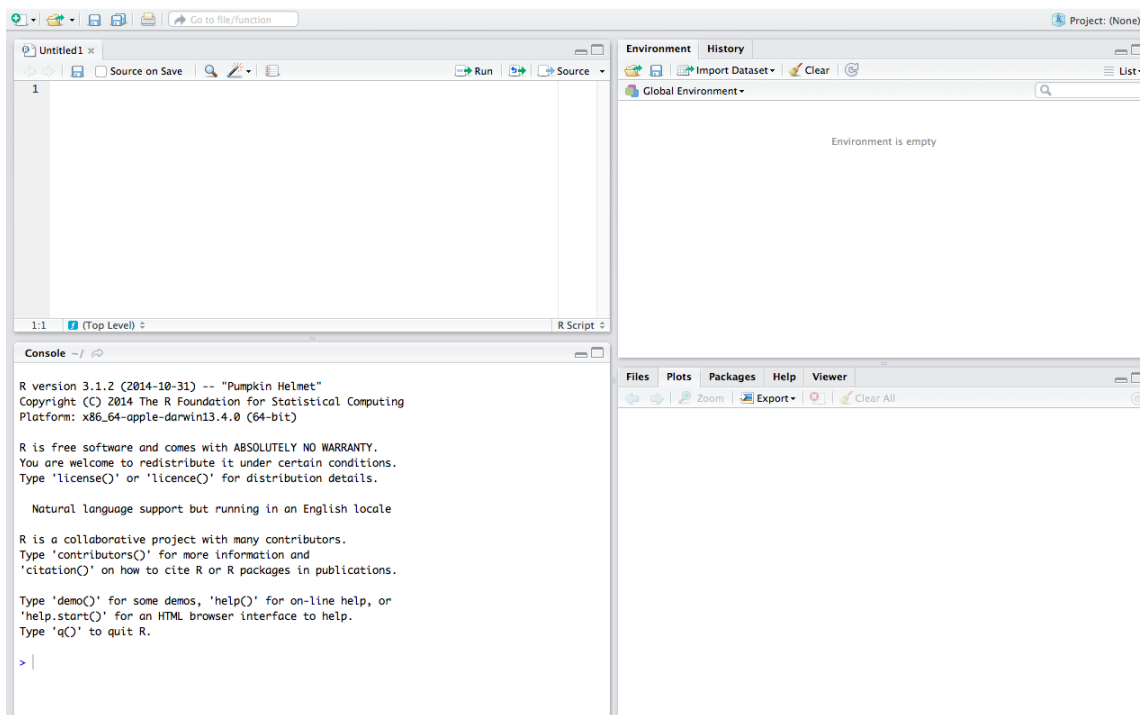 Go to file/function
Project: (None)
Untitled1
Source on Save
Run
Source
1
1:1
(Top Level)
R Script
Console ~/
R version 3.1.2 (2014-10-31) -- "Pumpkin Helmet"
Copyright (C) 2014 The R Foundation for Statistical Computing
Platform: x86_64-apple-darwin13.4.0 (64-bit)
R is free software and comes with ABSOLUTELY NO WARRANTY.
You are welcome to redistribute it under certain conditions.
Type 'license()' or 'licence()' for distribution details.
Natural language support but running in an English locale
R is a collaborative project with many contributors.
Type 'contributors()' for more information and
'citation()' on how to cite R or R packages in publications.
Type 'demo()' for some demos, 'help()' for on-line help, or
'help.start()' for an HTML browser interface to help.
Type 'q()' to quit R.
>
Environment History
Import Dataset Clear List
Global Environment
Environment is empty
Files Plots Packages Help Viewer
Zoom Export Clear All